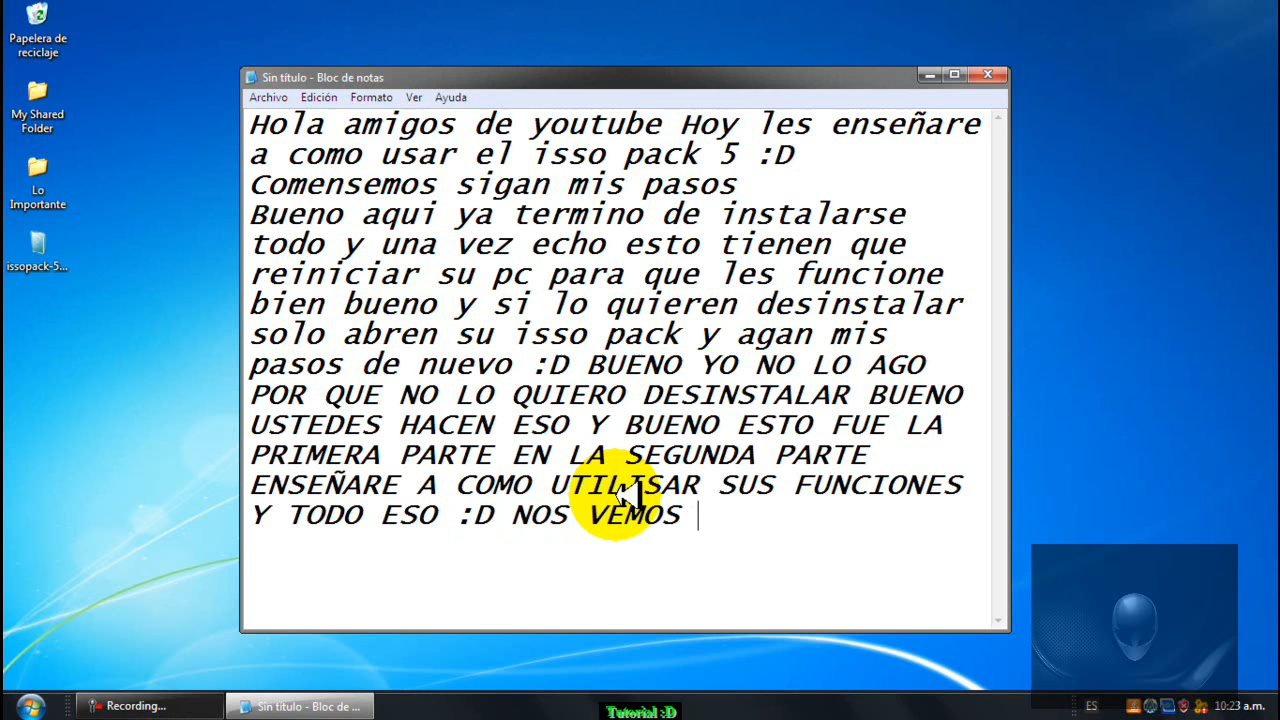 Papelera de
reciclaje
My Shared
Folder
Lo
Importante
issopack-5...
Sin título - Bloc de notas
Archivo Edición Formato Ver Ayuda
Hola amigos de youtube Hoy les enseñare
a como usar el isso pack 5 :D
Comensemos sigan mis pasos
Bueno aqui ya termino de instalarse
todo y una vez echo esto tienen que
reiniciar su pc para que les funcione
bien bueno y si lo quieren desinstalar
solo abren su isso pack y agan mis
pasos de nuevo :D BUENO YO NO LO AGO
POR QUE NO LO QUIERO DESINSTALAR BUENO
USTEDES HACEN ESO Y BUENO ESTO FUE LA
PRIMERA PARTE EN LA SEGUNDA PARTE
ENSEÑARE A COMO UTILISAR SUS FUNCIONES
Y TODO ESO :D NOS VEMOS
Recording...
Sin título - Bloc de ...
Tutorial :D
ES
10:23 a.m.